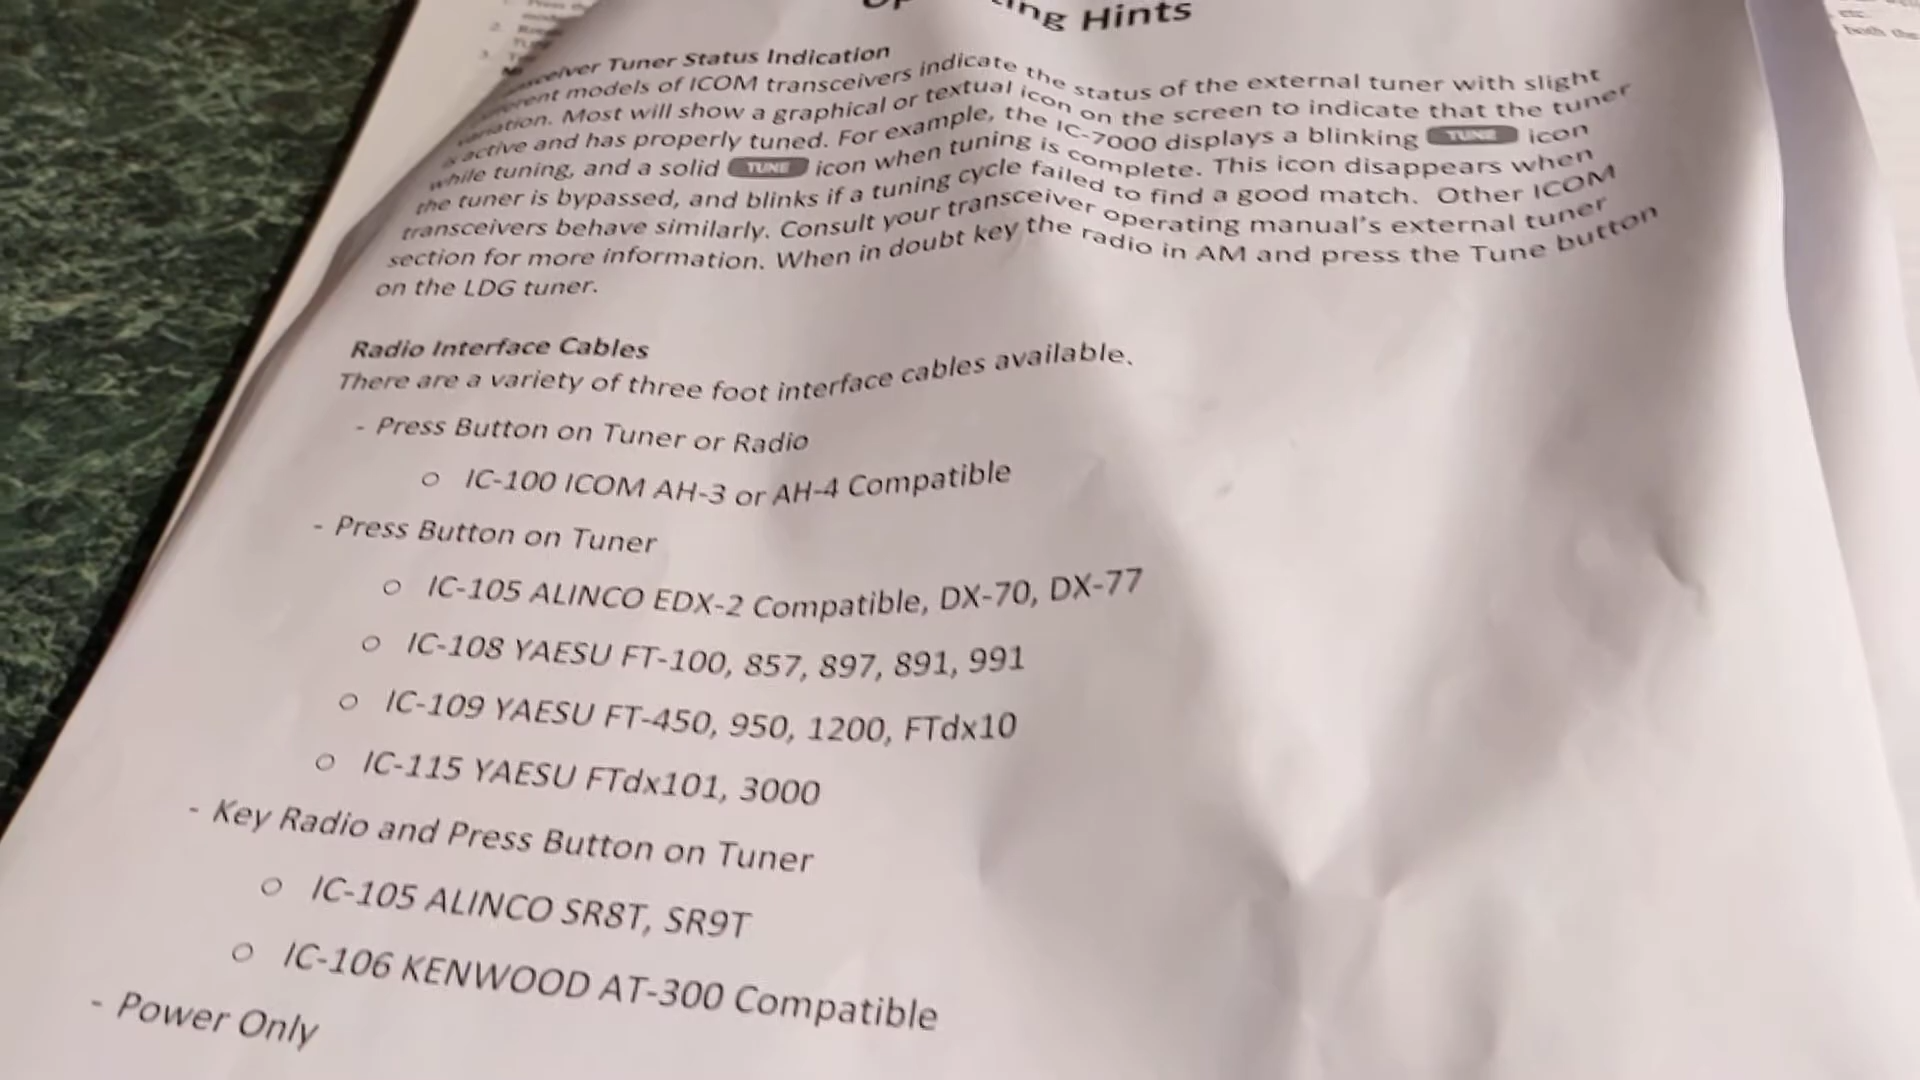 ing Hints
Tuner Status Indication
models of ICOM transceivers indicate the status of the external tuner with slight
Most will show a graphical or textual icon on the screen to indicate that the tuner
is active and has properly tuned. For example, the IC-7000 displays a blinking TUNE icon
while tuning, and a solid TUNE icon when tuning is complete. This icon disappears when
the tuner is bypassed, and blinks if a tuning cycle failed to find a good match. Other ICOM
transceivers behave similarly. Consult your transceiver operating manual's external tuner
section for more information. When in doubt key the radio in AM and press the Tune button
on the LDG tuner.
Radio Interface Cables
There are a variety of three foot interface cables available.
- Press Button on Tuner or Radio
○ IC-100 ICOM AH-3 or AH-4 Compatible
- Press Button on Tuner
○ IC-105 ALINCO EDX-2 Compatible, DX-70, DX-77
○ IC-108 YAESU FT-100, 857, 897, 891, 991
○ IC-109 YAESU FT-450, 950, 1200, FTdx10
○ IC-115 YAESU FTdx101, 3000
- Key Radio and Press Button on Tuner
○ IC-105 ALINCO SR8T, SR9T
○ IC-106 KENWOOD AT-300 Compatible
- Power Only